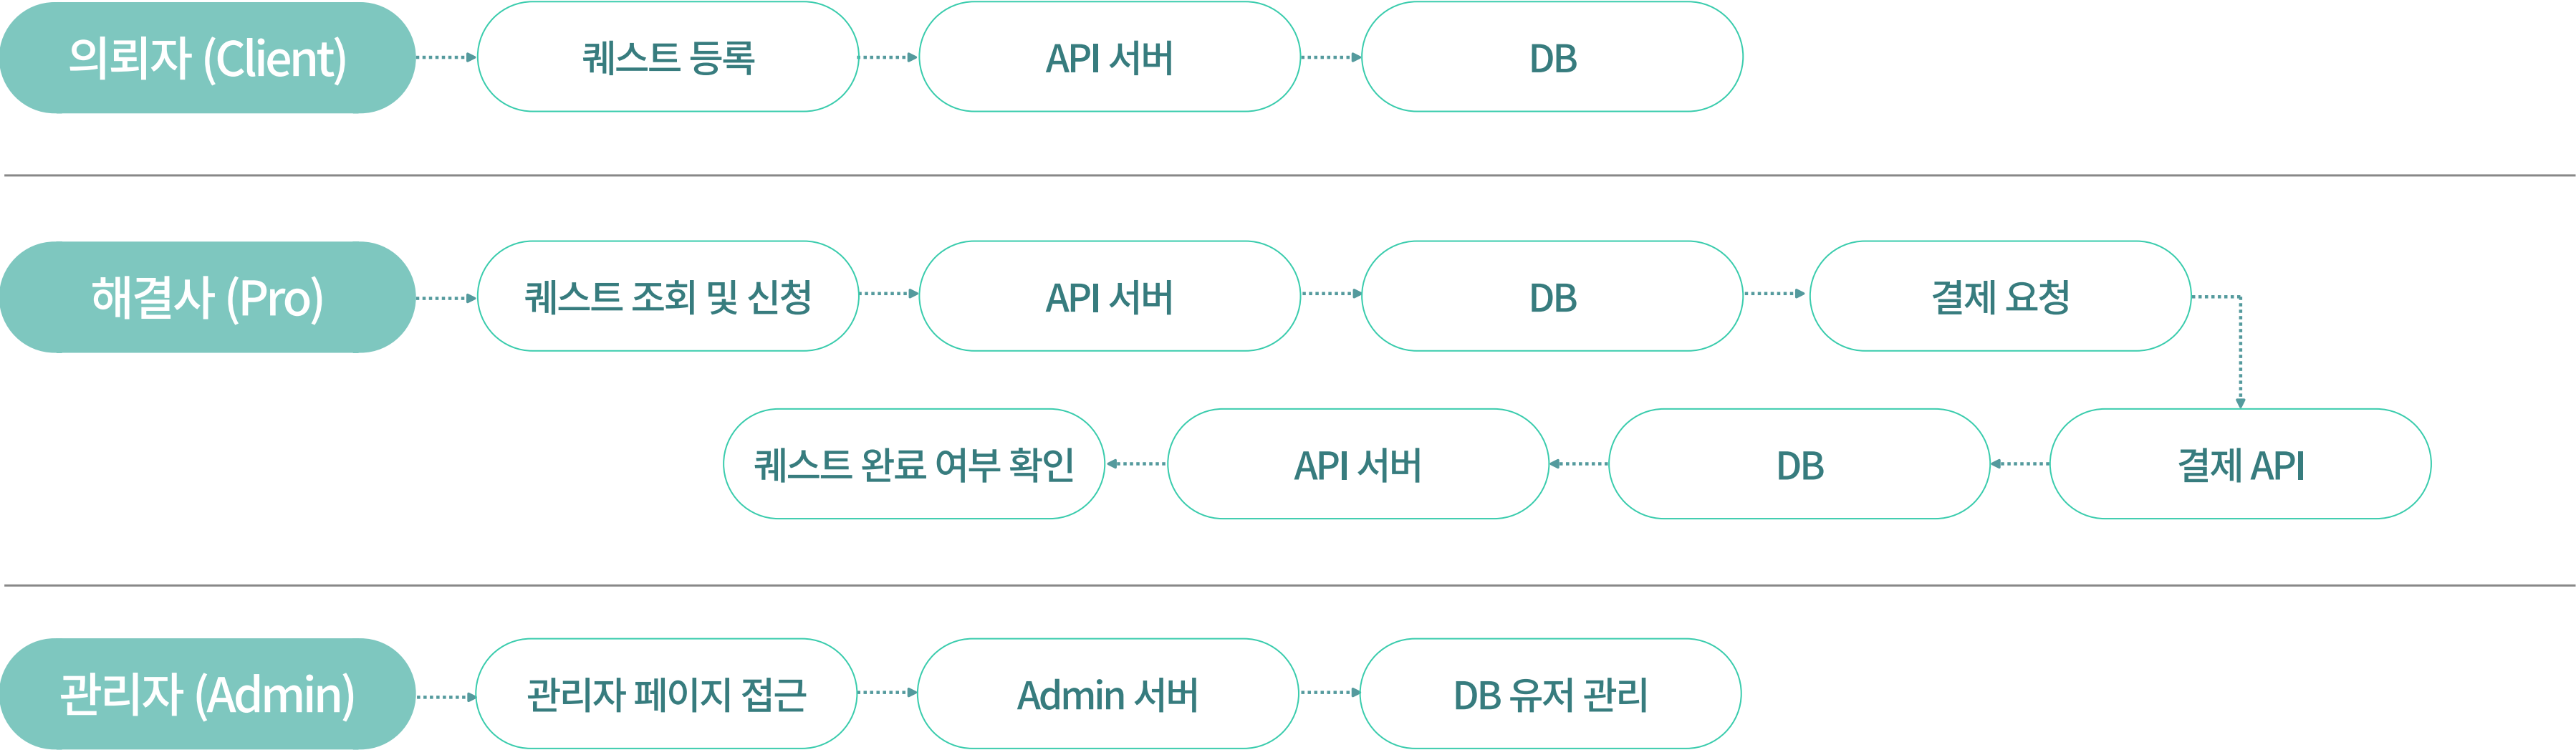 의뢰자 (Client)
퀘스트 등록
API 서버
DB
해결사 (Pro)
퀘스트 조회 및 신청
API 서버
DB
결제 요청
결제 API
DB
API 서버
퀘스트 완료 여부 확인
관리자 (Admin)
관리자 페이지 접근
Admin 서버
DB 유저 관리